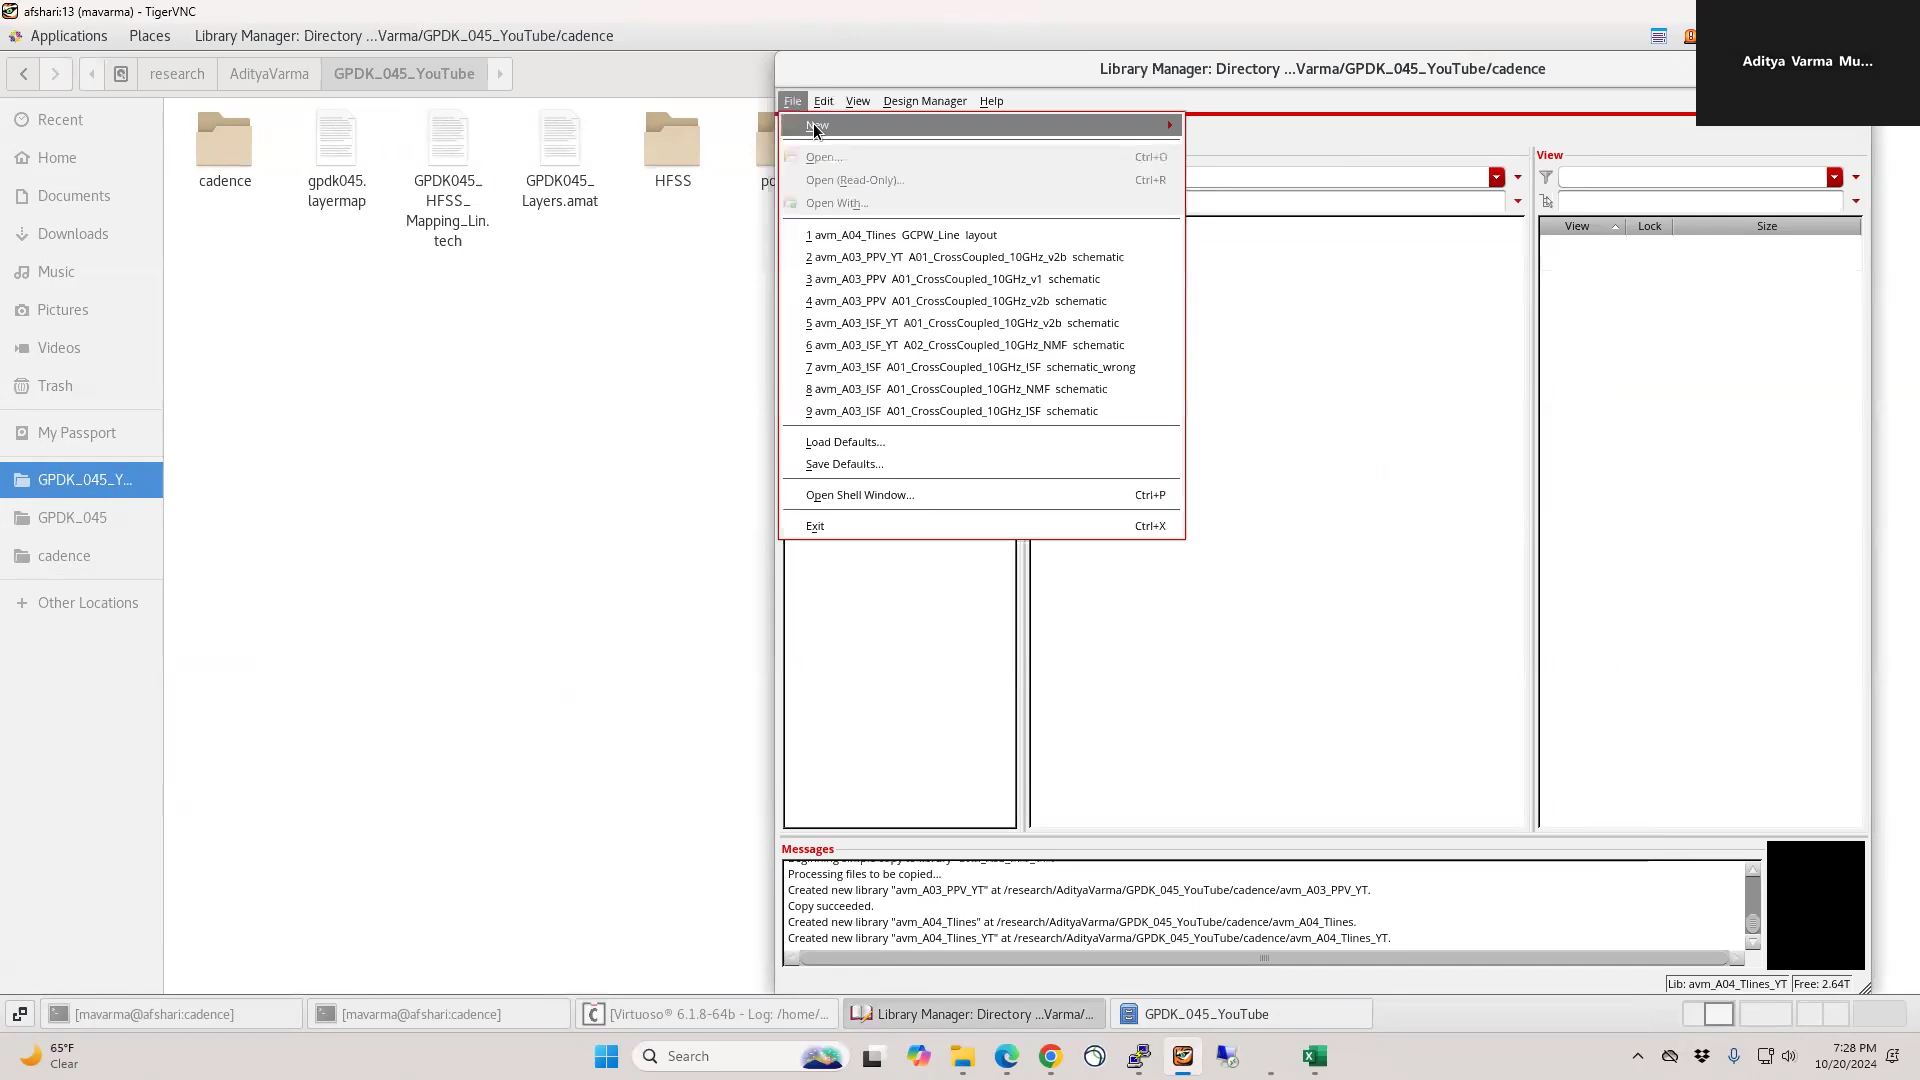 afshari:13 (mavarma) - TigerVNC
Applications Places Library Manager: Directory ...Varma/GPDK_045_YouTube/cadence
Aditya Varma Mu...
research AdityaVarma GPDK_045_YouTube
Library Manager: Directory ...Varma/GPDK_045_YouTube/cadence
File Edit View Design Manager Help
Recent
Home
Documents
Downloads
Music
Pictures
Videos
Trash
My Passport
GPDK_045_Y...
GPDK_045
cadence
Other Locations
cadence
gpdk045.
layermap
GPDK045_
HFSS_
Mapping_Lin.
tech
GPDK045_
Layers.amat
HFSS
New
Open... Ctrl+O
Open (Read-Only)... Ctrl+R
Open With...
1 avm_A04_Tlines GCPW_Line layout
2 avm_A03_PPV_YT A01_CrossCoupled_10GHz_v2b schematic
3 avm_A03_PPV A01_CrossCoupled_10GHz_v1 schematic
4 avm_A03_PPV A01_CrossCoupled_10GHz_v2b schematic
5 avm_A03_ISF_YT A01_CrossCoupled_10GHz_v2b schematic
6 avm_A03_ISF_YT A02_CrossCoupled_10GHz_NMF schematic
7 avm_A03_ISF A01_CrossCoupled_10GHz_ISF schematic_wrong
8 avm_A03_ISF A01_CrossCoupled_10GHz_NMF schematic
9 avm_A03_ISF A01_CrossCoupled_10GHz_ISF schematic
Load Defaults...
Save Defaults...
Open Shell Window... Ctrl+P
Exit Ctrl+X
View
View Lock Size
Messages
Processing files to be copied...
Created new library "avm_A03_PPV_YT" at /research/AdityaVarma/GPDK_045_YouTube/cadence/avm_A03_PPV_YT.
Copy succeeded.
Created new library "avm_A04_Tlines" at /research/AdityaVarma/GPDK_045_YouTube/cadence/avm_A04_Tlines.
Created new library "avm_A04_Tlines_YT" at /research/AdityaVarma/GPDK_045_YouTube/cadence/avm_A04_Tlines_YT.
Lib: avm_A04_Tlines_YT Free: 2.64T
[mavarma@afshari:cadence] [mavarma@afshari:cadence] [Virtuoso® 6.1.8-64b - Log: /home/... Library Manager: Directory ...Varma/... GPDK_045_YouTube
65°F
Clear
Search
7:28 PM
10/20/2024